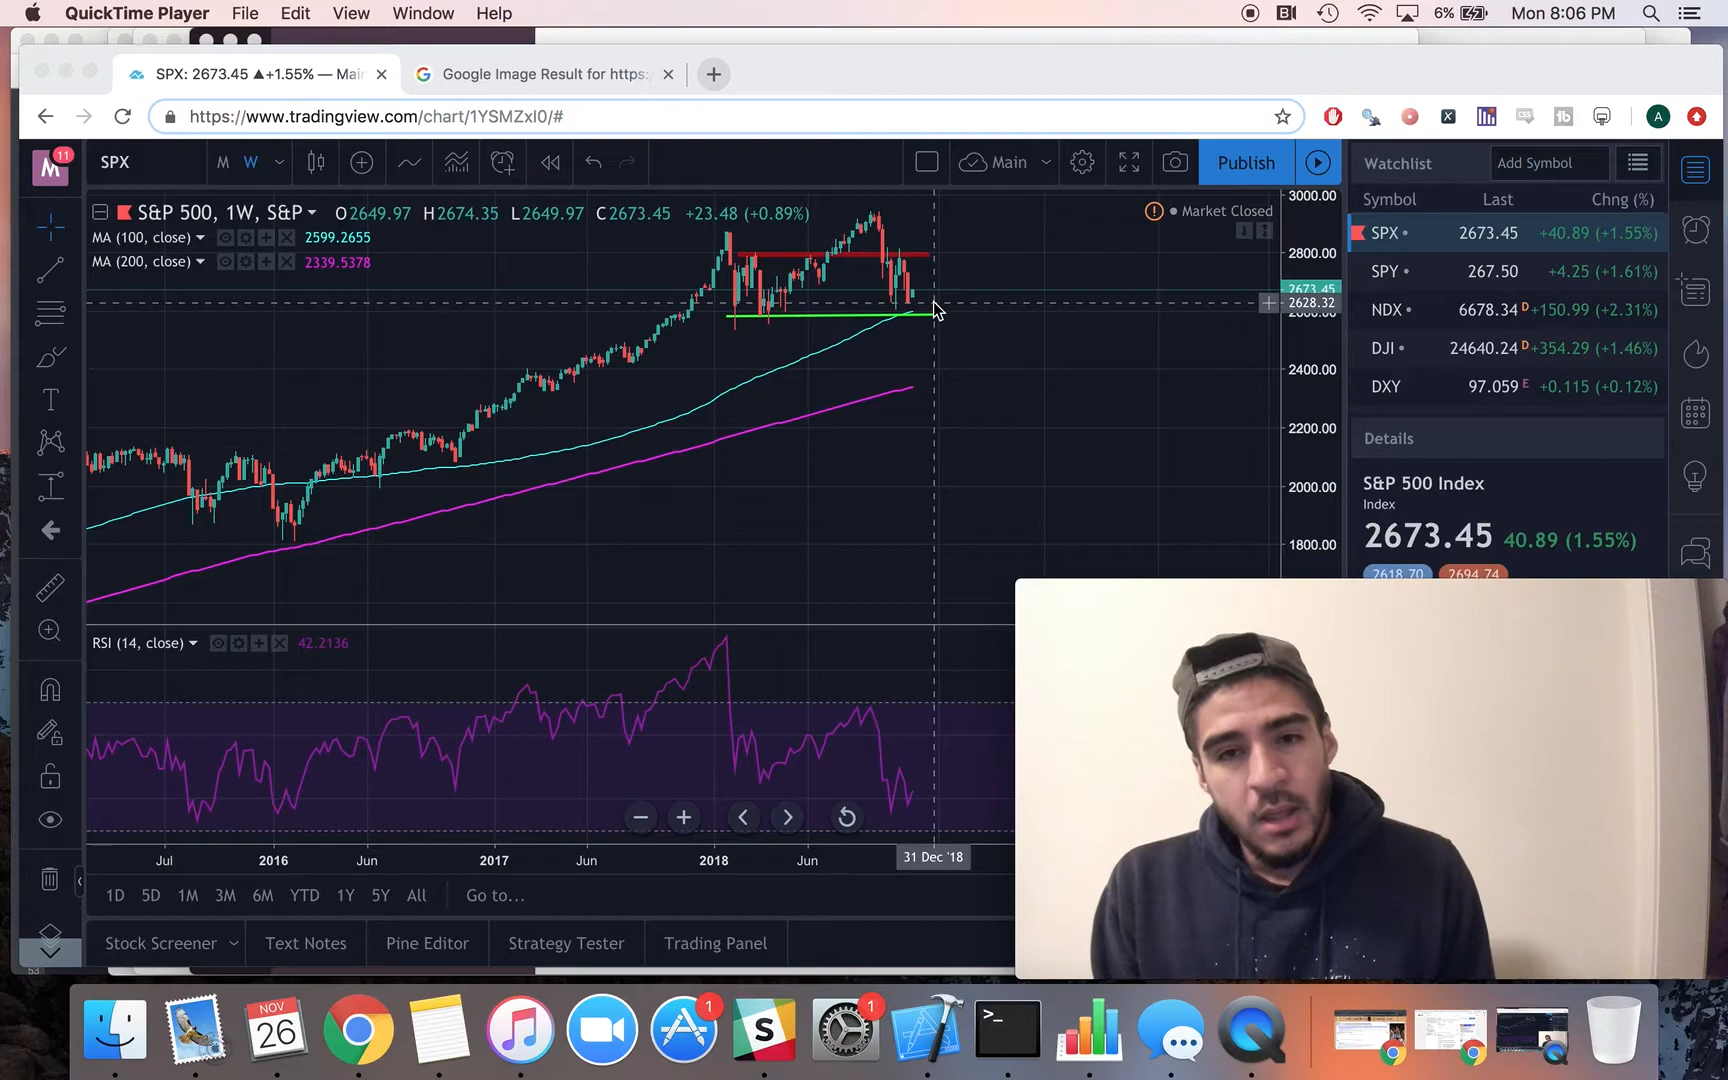 QuickTime Player File Edit View Window Help
6% Mon 8:06 PM
SPX: 2673.45 ▲+1.55% — Mai
Google Image Result for https:
https://www.tradingview.com/chart/1YSMZxI0/#
A
M 11
SPX M W
Main
Publish
Watchlist
Add Symbol
Symbol Last Chng (%)
SPX 2673.45 +40.89 (+1.55%)
SPY 267.50 +4.25 (+1.61%)
NDX 6678.34 D +150.99 (+2.31%)
DJI 24640.24 D +354.29 (+1.46%)
DXY 97.059 E +0.115 (+0.12%)
Details
S&P 500 Index
Index
2673.45 40.89 (1.55%)
2618.70 2694.74
S&P 500, 1W, S&P O2649.97 H2674.35 L2649.97 C2673.45 +23.48 (+0.89%)
Market Closed
MA (100, close) 2599.2655
MA (200, close) 2339.5378
3000.00
2800.00
2673.45
2628.32
2600.00
2400.00
2200.00
2000.00
1800.00
RSI (14, close) 42.2136
Jul 2016 Jun 2017 Jun 2018 Jun 31 Dec '18
1D 5D 1M 3M 6M YTD 1Y 5Y All Go to...
Stock Screener Text Notes Pine Editor Strategy Tester Trading Panel
53
NOV
26
1
S
1